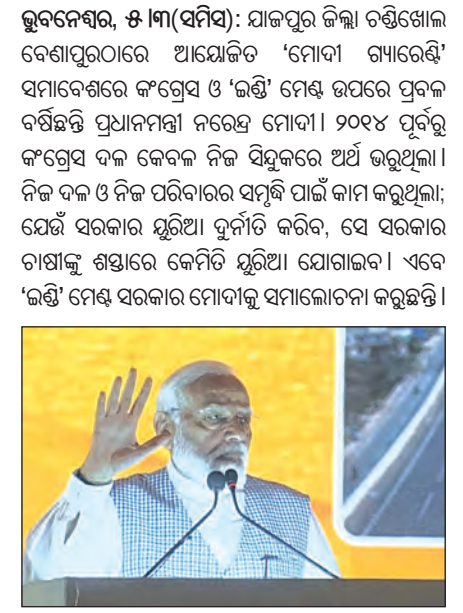 ଭୁବନେଶ୍ୱର, ୫।୩(ସମିସ): ଯାଜପୁର ଜିଲ୍ଲା ଚଣ୍ଡିଖୋଲ
ବେଣାପୁରଠାରେ ଆୟୋଜିତ ‘ମୋଦୀ ଗ୍ୟାରେଣ୍ଟି’
ସମାବେଶରେ କଂଗ୍ରେସ ଓ ‘ଇଣ୍ଡି’ ମେଣ୍ଟ ଉପରେ ପ୍ରବଳ
ବର୍ଷିଛନ୍ତି ପ୍ରଧାନମନ୍ତ୍ରୀ ନରେନ୍ଦ୍ର ମୋଦୀ। ୨୦୧୪ ପୂର୍ବରୁ
କଂଗ୍ରେସ ଦଳ କେବଳ ନିଜ ସିନ୍ଦୁକରେ ଅର୍ଥ ଭରୁଥିଲା।
ନିଜ ଦଳ ଓ ନିଜ ପରିବାରର ସମୃଦ୍ଧି ପାଇଁ କାମ କରୁଥିଲା;
ଯେଉଁ ସରକାର ୟୁରିଆ ଦୁର୍ନୀତି କରିବ, ସେ ସରକାର
ଚାଷୀଙ୍କୁ ଶସ୍ତାରେ କେମିତି ୟୁରିଆ ଯୋଗାଇବ। ଏବେ
‘ଇଣ୍ଡି’ ମେଣ୍ଟ ସରକାର ମୋଦୀକୁ ସମାଲୋଚନା କରୁଛନ୍ତି।